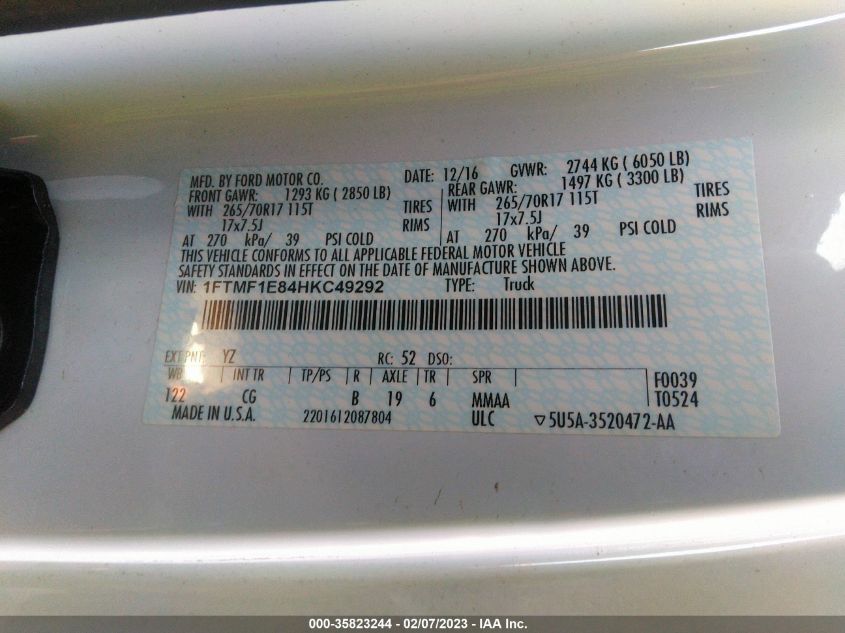 MFD. BY FORD MOTOR CO. DATE: 12/16 GVWR: 2744 KG ( 6050 LB)
FRONT GAWR: 1293 KG ( 2850 LB) REAR GAWR: 1497 KG ( 3300 LB)
WITH 265/70R17 115T TIRES WITH 265/70R17 115T TIRES
17x7.5J RIMS 17x7.5J RIMS
AT 270 kPa/ 39 PSI COLD AT 270 kPa/ 39 PSI COLD
THIS VEHICLE CONFORMS TO ALL APPLICABLE FEDERAL MOTOR VEHICLE
SAFETY STANDARDS IN EFFECT ON THE DATE OF MANUFACTURE SHOWN ABOVE.
VIN: 1FTMF1E84HKC49292 TYPE: Truck
EXT PNT: YZ RC: 52 DSO:
WB INT TR TP/PS R AXLE TR SPR F0039
122 CG B 19 6 MMAA T0524
MADE IN U.S.A. 2201612087804 ULC ▽5U5A-3520472-AA
000-35823244 - 02/07/2023 - IAA Inc.